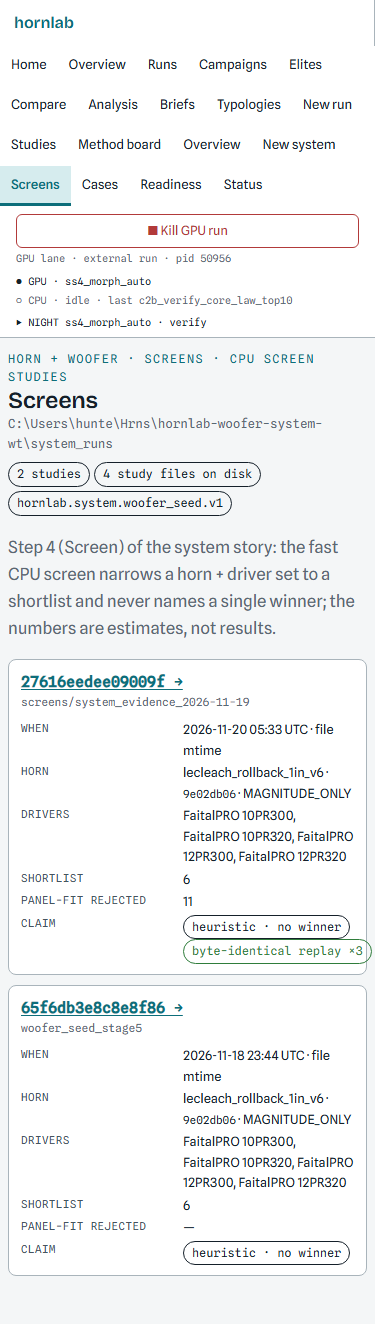 hornlab
Home Overview Runs Campaigns Elites
Compare Analysis Briefs Typologies New run
Studies Method board Overview New system
Screens Cases Readiness Status
Kill GPU run
GPU lane · external run · pid 50956
● GPU · ss4_morph_auto
○ CPU · idle · last c2b_verify_core_law_top10
▶ NIGHT ss4_morph_auto · verify
HORN + WOOFER · SCREENS · CPU SCREEN
STUDIES
Screens
C:\Users\hunte\Hrns\hornlab-woofer-system-
wt\system_runs
2 studies 4 study files on disk
hornlab.system.woofer_seed.v1
Step 4 (Screen) of the system story: the fast
CPU screen narrows a horn + driver set to a
shortlist and never names a single winner; the
numbers are estimates, not results.
27616eedee09009f →
screens/system_evidence_2026-11-19
WHEN 2026-11-20 05:33 UTC · file
mtime
HORN lecleach_rollback_1in_v6 ·
9e02db06 · MAGNITUDE_ONLY
DRIVERS FaitalPRO 10PR300,
FaitalPRO 10PR320, FaitalPRO
12PR300, FaitalPRO 12PR320
SHORTLIST 6
PANEL-FIT REJECTED 11
CLAIM heuristic · no winner
byte-identical replay ×3
65f6db3e8c8e8f86 →
woofer_seed_stage5
WHEN 2026-11-18 23:44 UTC · file
mtime
HORN lecleach_rollback_1in_v6 ·
9e02db06 · MAGNITUDE_ONLY
DRIVERS FaitalPRO 10PR300,
FaitalPRO 10PR320, FaitalPRO
12PR300, FaitalPRO 12PR320
SHORTLIST 6
PANEL-FIT REJECTED —
CLAIM heuristic · no winner